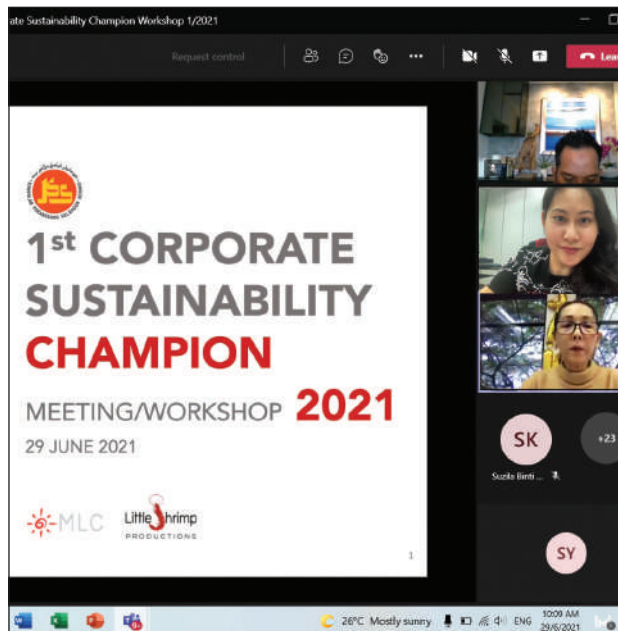 ate Sustainability Champion Workshop 1/2021
Request control
Lea
1st CORPORATE
SUSTAINABILITY
CHAMPION
MEETING/WORKSHOP 2021
29 JUNE 2021
MLC
Little Shrimp
PRODUCTIONS
1
SK
+23
Suzila Binti ...
SY
26°C Mostly sunny
ENG
10:09 AM
29/6/2021